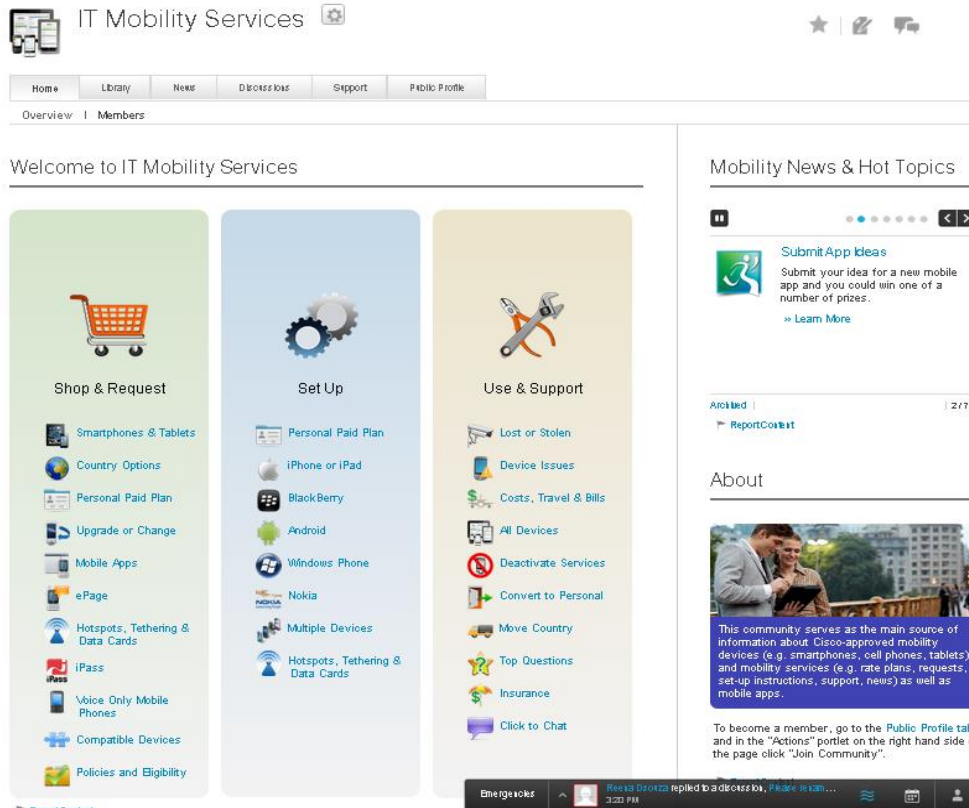 IT Mobility Services
Home
Library
News
Discussions
Support
Public Profile
Overview | Members
Welcome to IT Mobility Services
Shop & Request
Smartphones & Tablets
Country Options
Personal Paid Plan
Upgrade or Change
Mobile Apps
ePage
Hotspots, Tethering &
Data Cards
iPass
iPass
Voice Only Mobile
Phones
Compatible Devices
Policies and Eligibility
Set Up
Personal Paid Plan
iPhone or iPad
BlackBerry
Android
Windows Phone
NOKIA
Nokia
Multiple Devices
Hotspots, Tethering &
Data Cards
Use & Support
Lost or Stolen
Device Issues
Costs, Travel & Bills
All Devices
Deactivate Services
Convert to Personal
Move Country
Top Questions
Insurance
Click to Chat
Mobility News & Hot Topics
Submit App Ideas
Submit your idea for a new mobile
app and you could win one of a
number of prizes.
» Learn More
Archived |
| 2/7
Report Content
About
This community serves as the main source of
information about Cisco-approved mobility
devices (e.g. smartphones, cell phones, tablets)
and mobility services (e.g. rate plans, requests,
set-up instructions, support, news) as well as
mobile apps.
To become a member, go to the Public Profile tab
and in the "Actions" portlet on the right hand side
the page click "Join Community".
Emergencies
Reena Dsouza replied to a discussion, Please renam...
3:20 PM